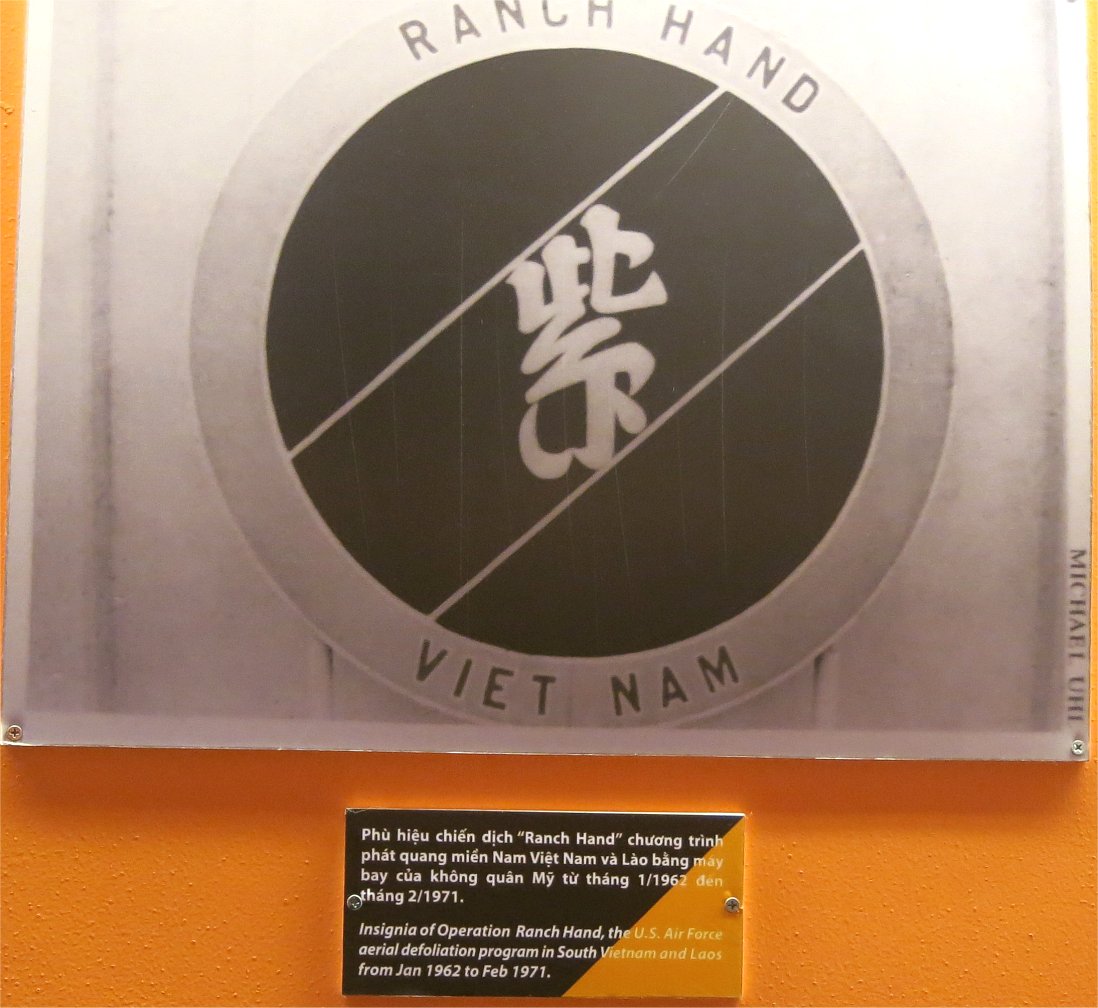 RANCH HAND
紫
VIET NAM
MICHAEL UHL
Phù hiệu chiến dịch “Ranch Hand” chương trình
phát quang miền Nam Việt Nam và Lào bằng máy
bay của không quân Mỹ từ tháng 1/1962 đến
tháng 2/1971.
Insignia of Operation Ranch Hand, the U.S. Air Force
aerial defoliation program in South Vietnam and Laos
from Jan 1962 to Feb 1971.